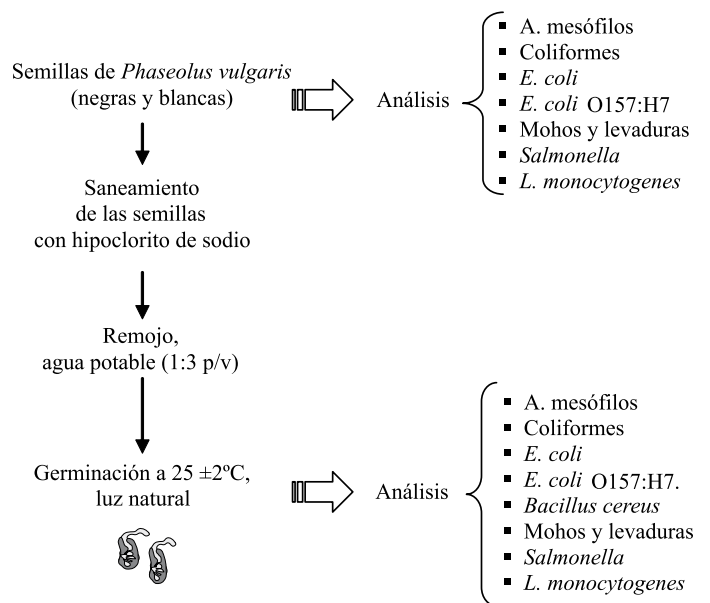 Semillas de Phaseolus vulgaris
(negras y blancas)
Análisis
▪ A. mesófilos
▪ Coliformes
▪ E. coli
▪ E. coli O157:H7
▪ Mohos y levaduras
▪ Salmonella
▪ L. monocytogenes
Saneamiento
de las semillas
con hipoclorito de sodio
Remojo,
agua potable (1:3 p/v)
Germinación a 25 ±2ºC,
luz natural
Análisis
▪ A. mesófilos
▪ Coliformes
▪ E. coli
▪ E. coli O157:H7.
▪ Bacillus cereus
▪ Mohos y levaduras
▪ Salmonella
▪ L. monocytogenes